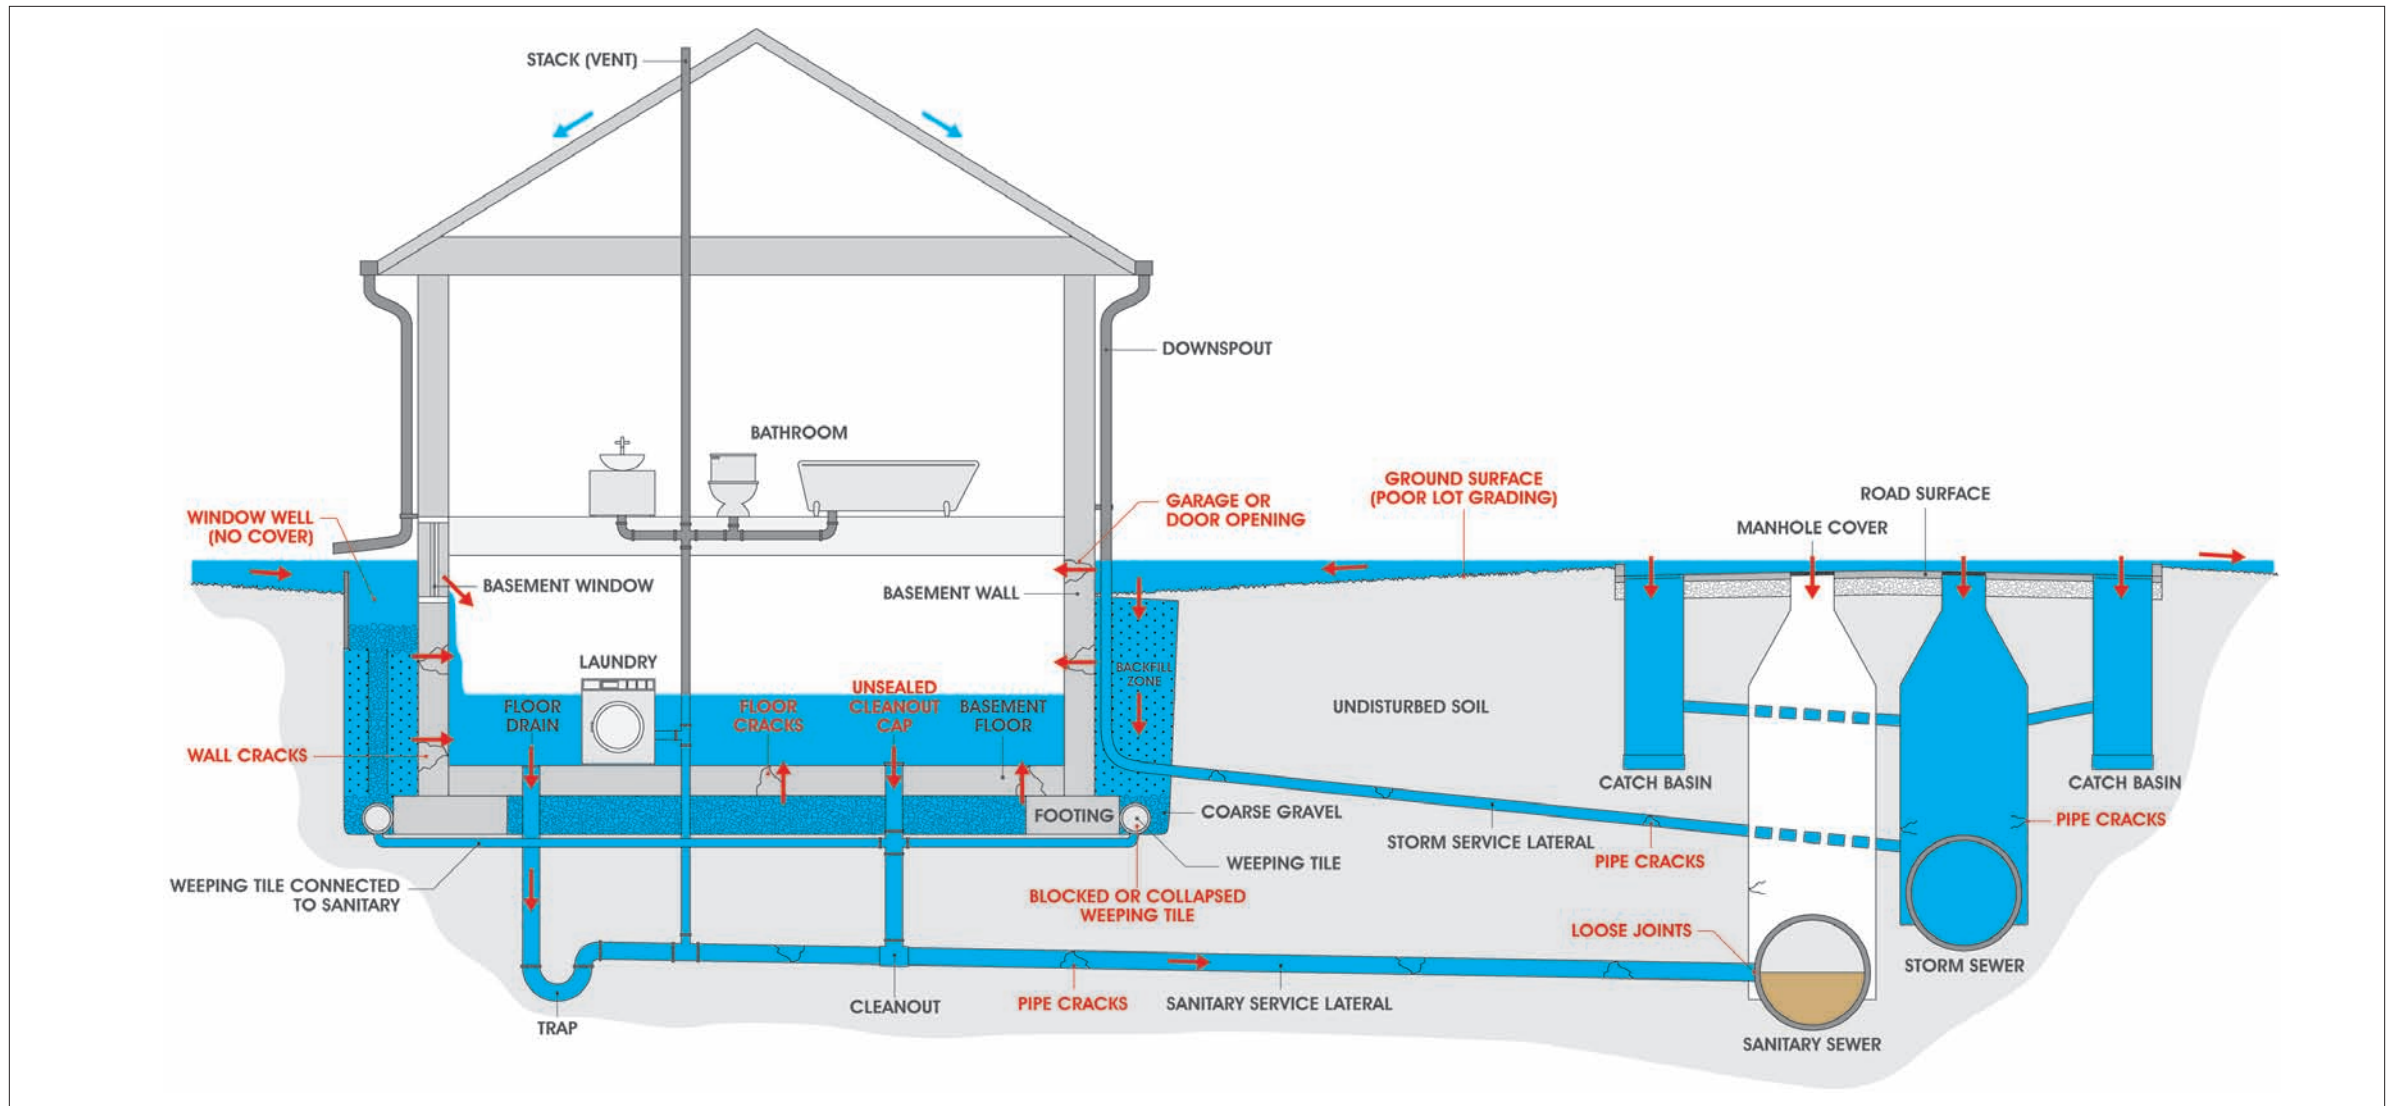 STACK (VENT)
DOWNSPOUT
BATHROOM
GROUND SURFACE
(POOR LOT GRADING)
ROAD SURFACE
GARAGE OR
DOOR OPENING
MANHOLE COVER
WINDOW WELL
(NO COVER)
BASEMENT WINDOW
BASEMENT WALL
LAUNDRY
BACKFILL
ZONE
UNSEALED
CLEANOUT
CAP
FLOOR
DRAIN
FLOOR
CRACKS
BASEMENT
FLOOR
UNDISTURBED SOIL
WALL CRACKS
CATCH BASIN
CATCH BASIN
FOOTING
COARSE GRAVEL
PIPE CRACKS
STORM SERVICE LATERAL
PIPE CRACKS
WEEPING TILE
WEEPING TILE CONNECTED
TO SANITARY
BLOCKED OR COLLAPSED
WEEPING TILE
LOOSE JOINTS
STORM SEWER
CLEANOUT
PIPE CRACKS
SANITARY SERVICE LATERAL
TRAP
SANITARY SEWER